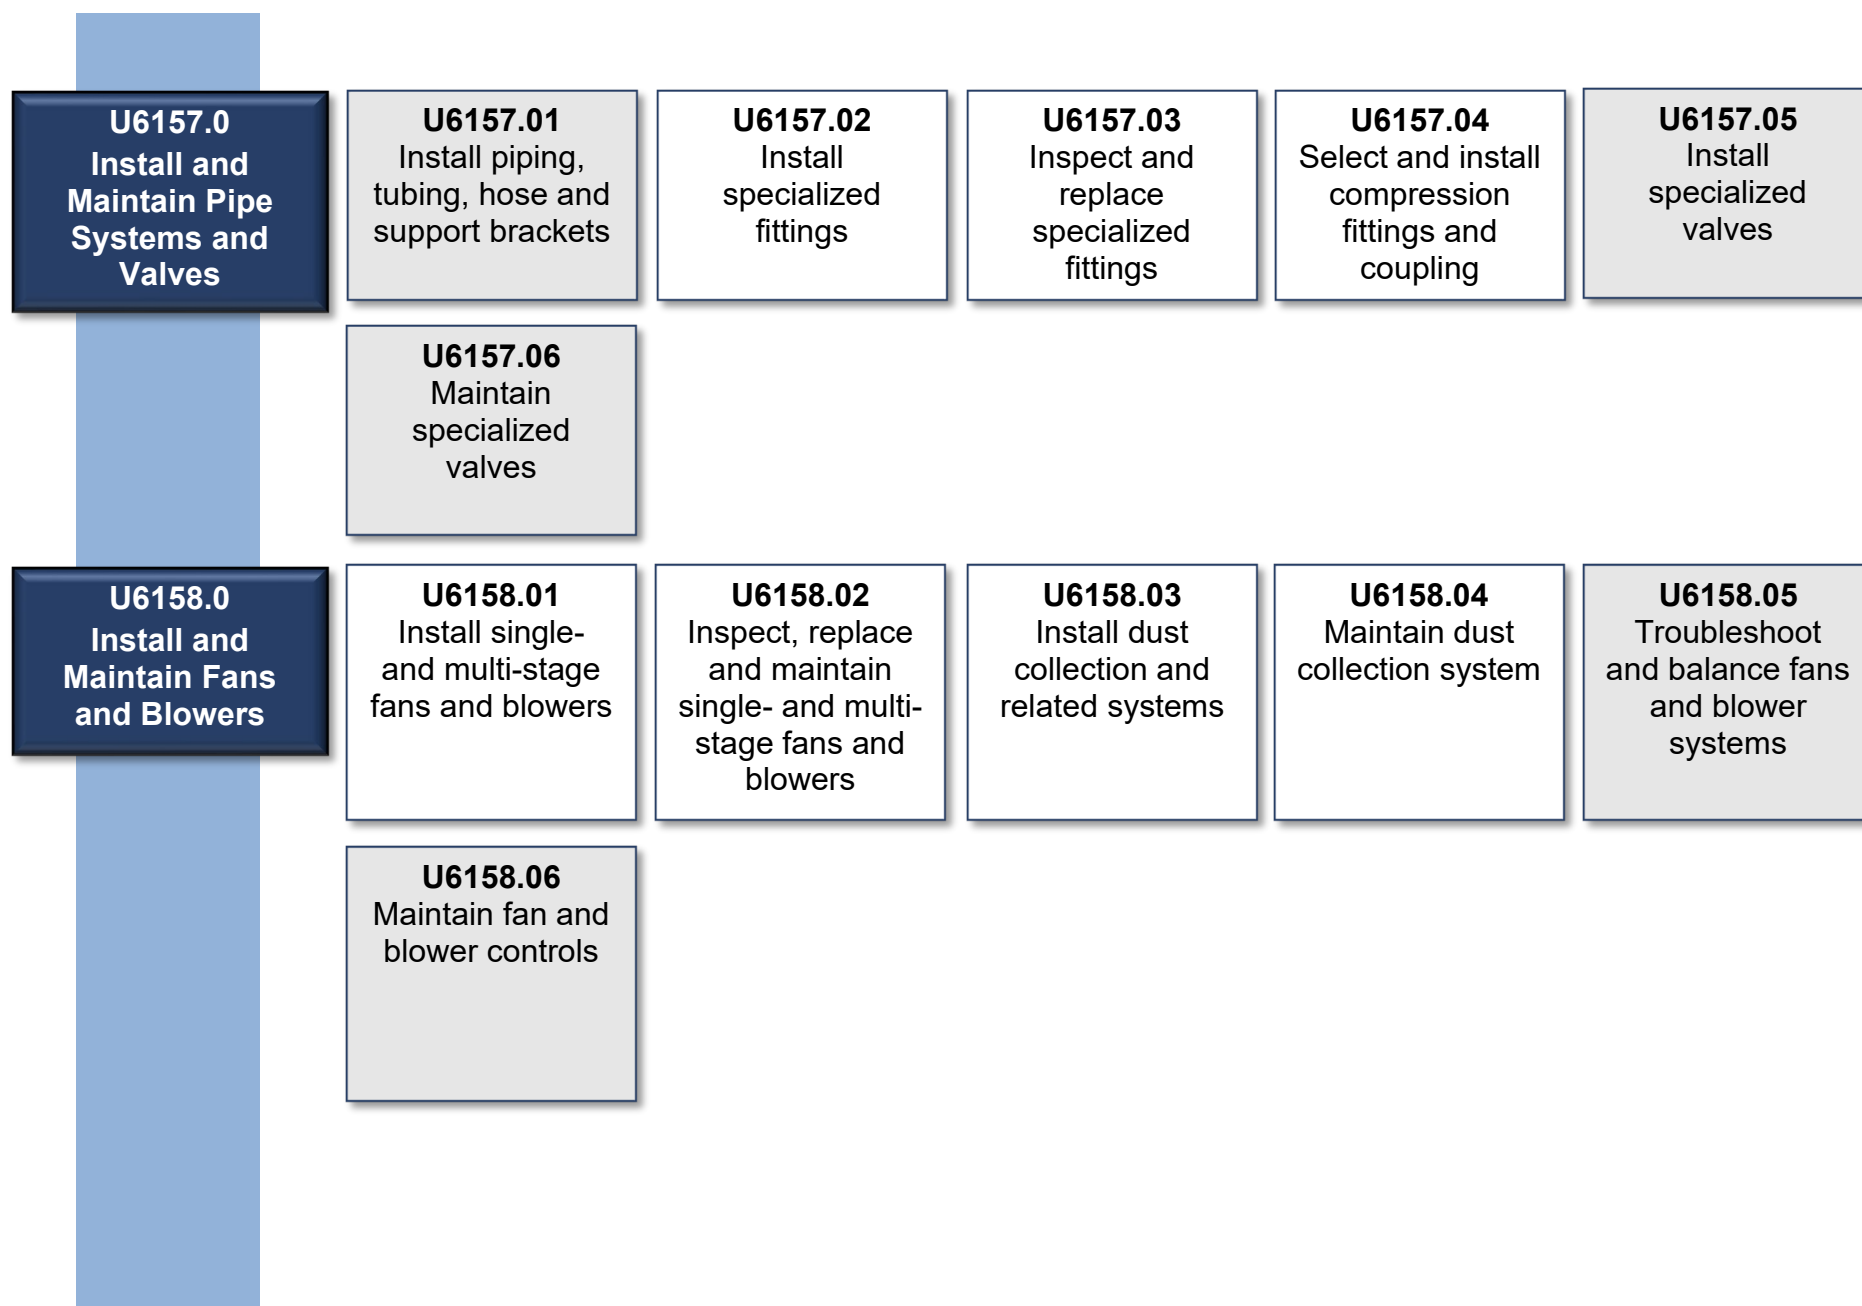 U6157.0
Install and
Maintain Pipe
Systems and
Valves
U6157.01
Install piping,
tubing, hose and
support brackets
U6157.02
Install
specialized
fittings
U6157.03
Inspect and
replace
specialized
fittings
U6157.04
Select and install
compression
fittings and
coupling
U6157.05
Install
specialized
valves
U6157.06
Maintain
specialized
valves
U6158.0
Install and
Maintain Fans
and Blowers
U6158.01
Install single-
and multi-stage
fans and blowers
U6158.02
Inspect, replace
and maintain
single- and multi-
stage fans and
blowers
U6158.03
Install dust
collection and
related systems
U6158.04
Maintain dust
collection system
U6158.05
Troubleshoot
and balance fans
and blower
systems
U6158.06
Maintain fan and
blower controls